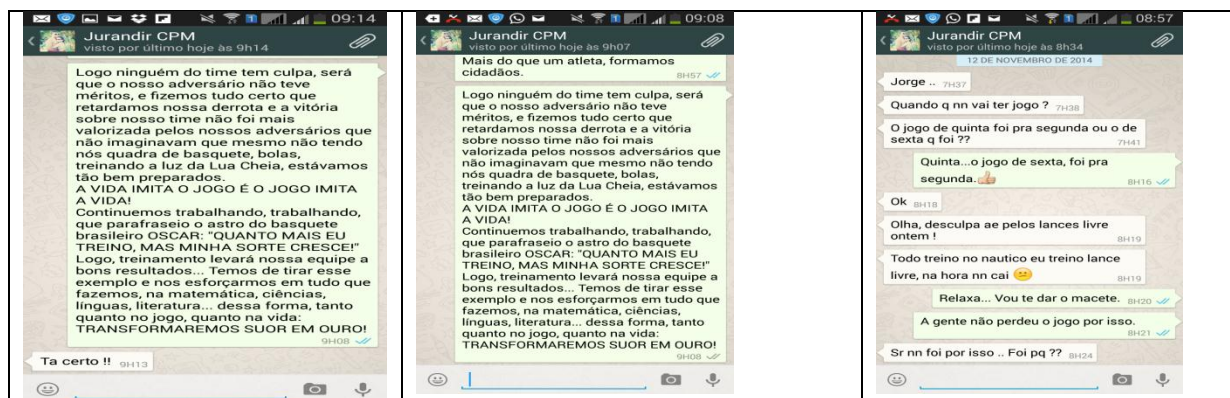 09:14
Jurandir CPM
visto por último hoje às 9h14
Logo ninguém do time tem culpa, será
que o nosso adversário não teve
méritos, e fizemos tudo certo que
retardamos nossa derrota e a vitória
sobre nosso time não foi mais
valorizada pelos nossos adversários que
não imaginavam que mesmo não tendo
nós quadra de basquete, bolas,
treinando a luz da Lua Cheia, estávamos
tão bem preparados.
A VIDA IMITA O JOGO É O JOGO IMITA
A VIDA!
Continuemos trabalhando, trabalhando,
que parafraseio o astro do basquete
brasileiro OSCAR: "QUANTO MAIS EU
TREINO, MAS MINHA SORTE CRESCE!"
Logo, treinamento levará nossa equipe a
bons resultados... Temos de tirar esse
exemplo e nos esforçarmos em tudo que
fazemos, na matemática, ciências,
línguas, literatura... dessa forma, tanto
quanto no jogo, quanto na vida:
TRANSFORMAREMOS SUOR EM OURO!
9H08
Ta certo !! 9H13
09:08
Jurandir CPM
visto por último hoje às 9h07
Mais do que um atleta, formamos
cidadãos. 8H57
Logo ninguém do time tem culpa, será
que o nosso adversário não teve
méritos, e fizemos tudo certo que
retardamos nossa derrota e a vitória
sobre nosso time não foi mais
valorizada pelos nossos adversários que
não imaginavam que mesmo não tendo
nós quadra de basquete, bolas,
treinando a luz da Lua Cheia, estávamos
tão bem preparados.
A VIDA IMITA O JOGO É O JOGO IMITA
A VIDA!
Continuemos trabalhando, trabalhando,
que parafraseio o astro do basquete
brasileiro OSCAR: "QUANTO MAIS EU
TREINO, MAS MINHA SORTE CRESCE!"
Logo, treinamento levará nossa equipe a
bons resultados... Temos de tirar esse
exemplo e nos esforçarmos em tudo que
fazemos, na matemática, ciências,
línguas, literatura... dessa forma, tanto
quanto no jogo, quanto na vida:
TRANSFORMAREMOS SUOR EM OURO!
9H08
08:57
Jurandir CPM
visto por último hoje às 8h34
12 DE NOVEMBRO DE 2014
Jorge .. 7H37
Quando q nn vai ter jogo ? 7H38
O jogo de quinta foi pra segunda ou o de
sexta q foi ?? 7H41
Quinta...o jogo de sexta, foi pra
segunda.👍 8H16
Ok 8H18
Olha, desculpa ae pelos lances livre
ontem ! 8H19
Todo treino no nautico eu treino lance
livre, na hora nn cai 😕 8H19
Relaxa... Vou te dar o macete. 8H20
A gente não perdeu o jogo por isso.
8H21
Sr nn foi por isso .. Foi pq ?? 8H24